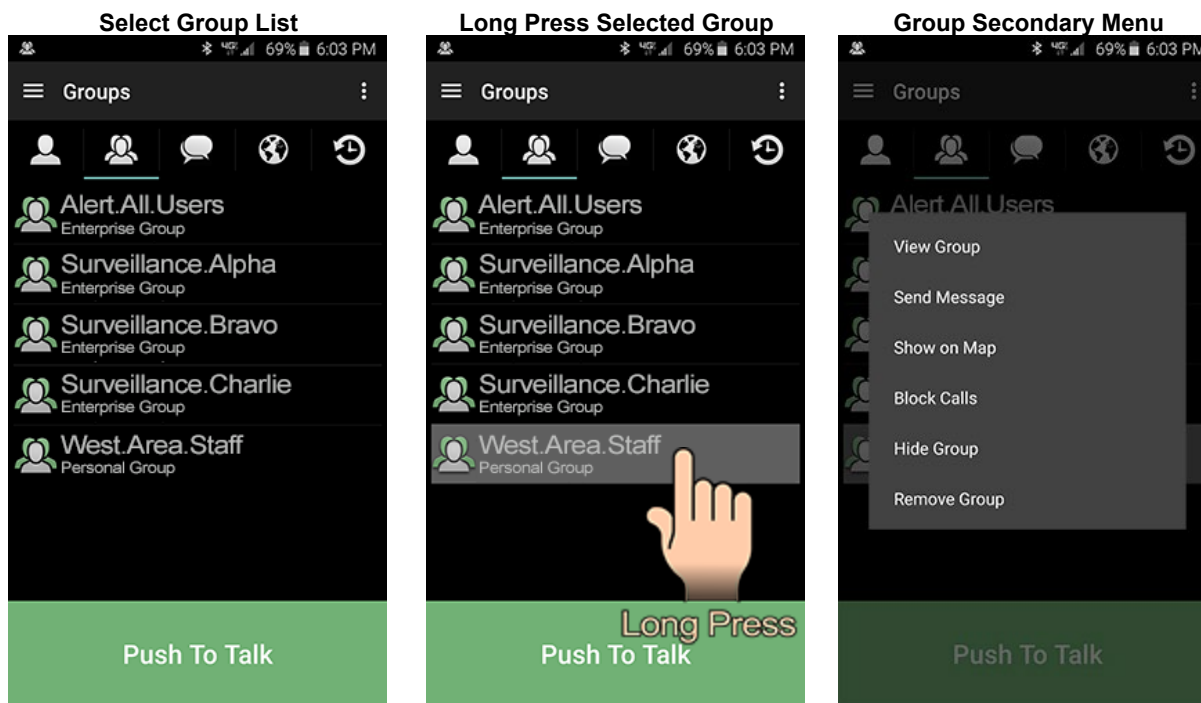 Select Group List
69% 6:03 PM
Groups
Alert.All.Users
Enterprise Group
Surveillance.Alpha
Enterprise Group
Surveillance.Bravo
Enterprise Group
Surveillance.Charlie
Enterprise Group
West.Area.Staff
Personal Group
Push To Talk
Long Press Selected Group
69% 6:03 PM
Groups
Alert.All.Users
Enterprise Group
Surveillance.Alpha
Enterprise Group
Surveillance.Bravo
Enterprise Group
Surveillance.Charlie
Enterprise Group
West.Area.Staff
Personal Group
Long Press
Push To Talk
Group Secondary Menu
69% 6:03 PM
Groups
Alert.All.Users
View Group
Send Message
Show on Map
Block Calls
Hide Group
Remove Group
Push To Talk